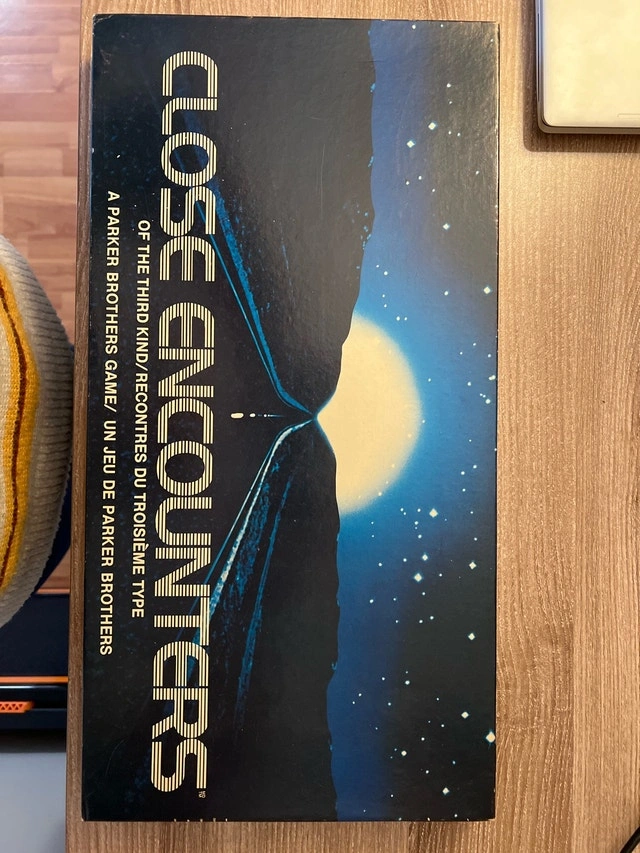 CLOSE ENCOUNTERS
OF THE THIRD KIND/RECONTRES DU TROISIÈME TYPE
A PARKER BROTHERS GAME/ UN JEU DE PARKER BROTHERS